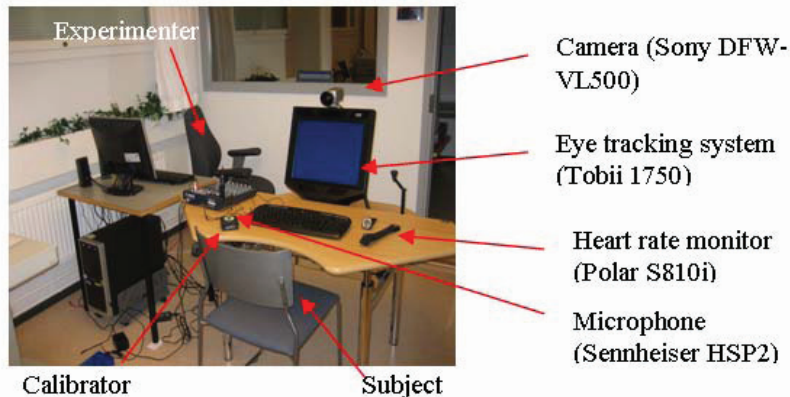 Experimenter
Camera (Sony DFW-
VL500)
Eye tracking system
(Tobii 1750)
Heart rate monitor
(Polar S810i)
Microphone
(Sennheiser HSP2)
Calibrator
Subject